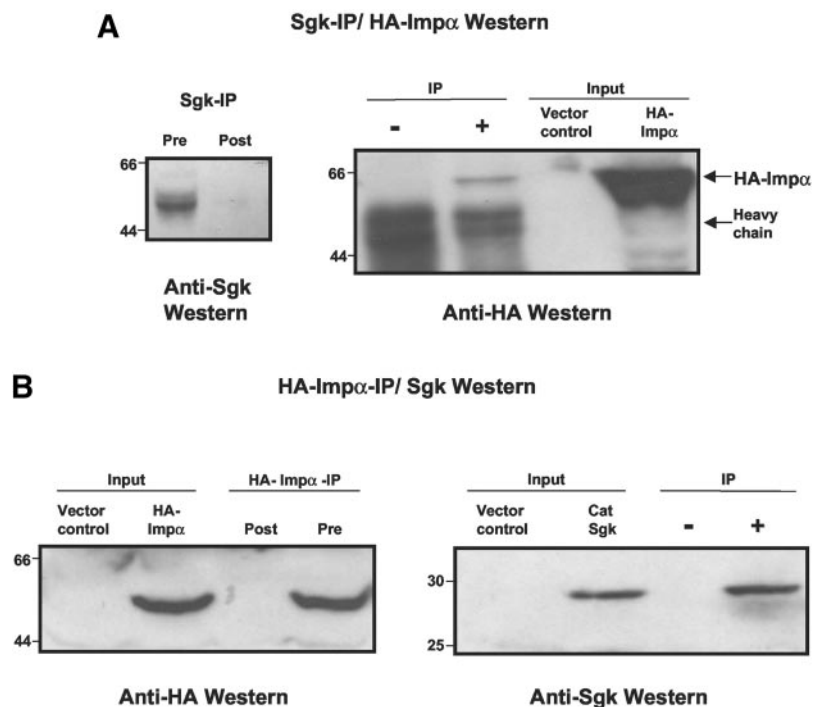 A
Sgk-IP/ HA-Impα Western
Sgk-IP
Pre Post
66
44
Anti-Sgk
Western
IP Input
- + Vector
control HA-
Impα
66
44
HA-Impα
Heavy
chain
Anti-HA Western
B
HA-Impα-IP/ Sgk Western
Input HA- Impα -IP
Vector
control HA-
Impα Post Pre
66
44
Anti-HA Western
Input IP
Vector
control Cat
Sgk - +
30
25
Anti-Sgk Western